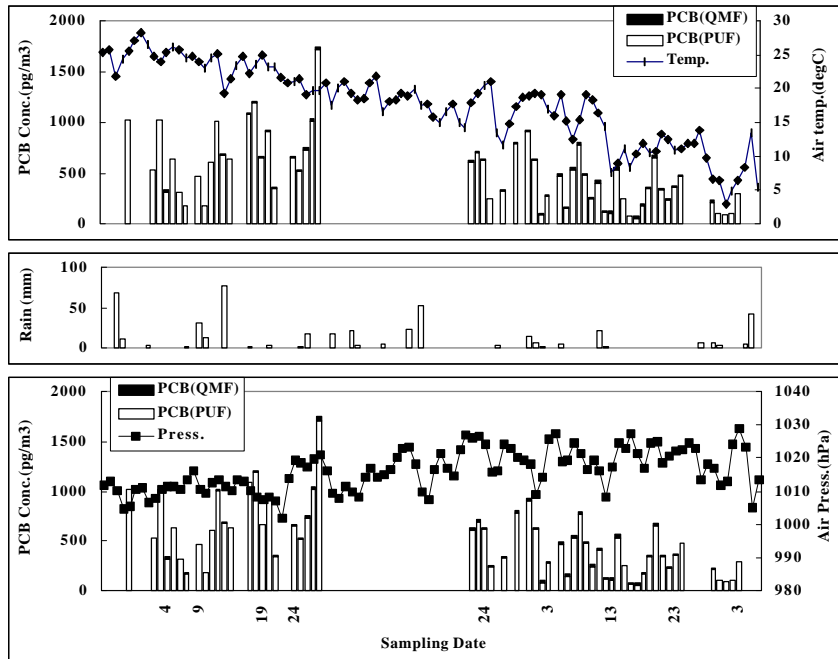 PCB Conc.(pg/m3)
2000
1500
1000
500
0
PCB(QMF)
PCB(PUF)
Temp.
30
25
20
15
10
5
0
Air temp.(degC)
Rain (mm)
100
50
0
PCB Conc.(pg/m3)
2000
1500
1000
500
0
PCB(QMF)
PCB(PUF)
Press.
1040
1030
1020
1010
1000
990
980
Air Press.(hPa)
4 9 19 24 24 3 13 23 3
Sampling Date